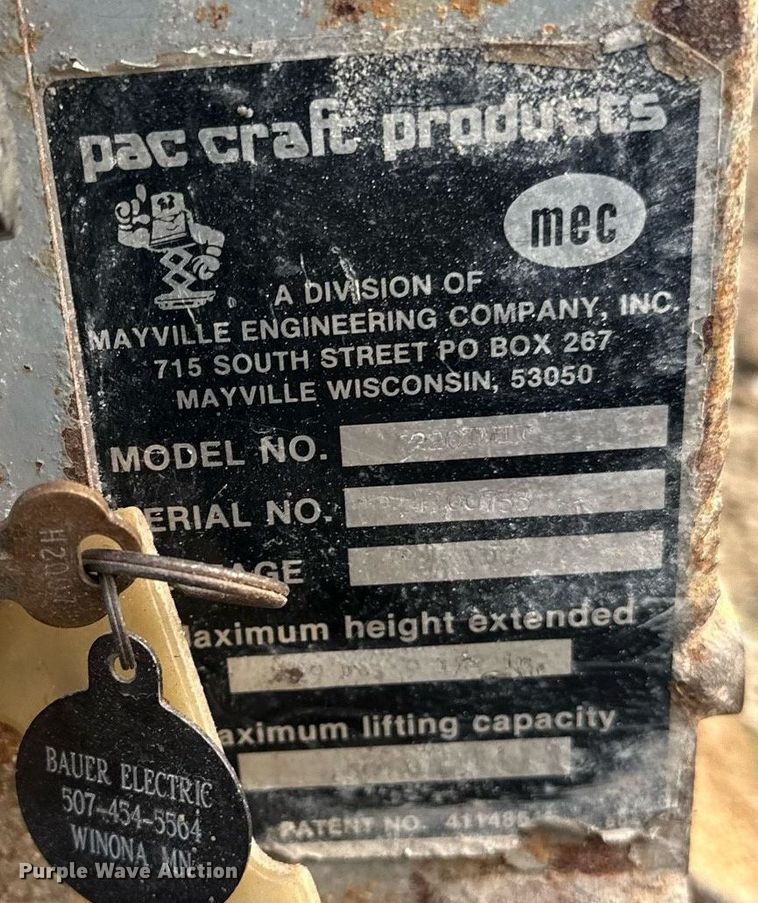 pac craft products
mec
A DIVISION OF
MAYVILLE ENGINEERING COMPANY, INC.
715 SOUTH STREET PO BOX 267
MAYVILLE WISCONSIN, 53050
MODEL NO.
ERIAL NO.
AGE
aximum height extended
aximum lifting capacity
PATENT NO. 41148
BAUER ELECTRIC
507-454-5564
WINONA MN
Purple Wave Auction